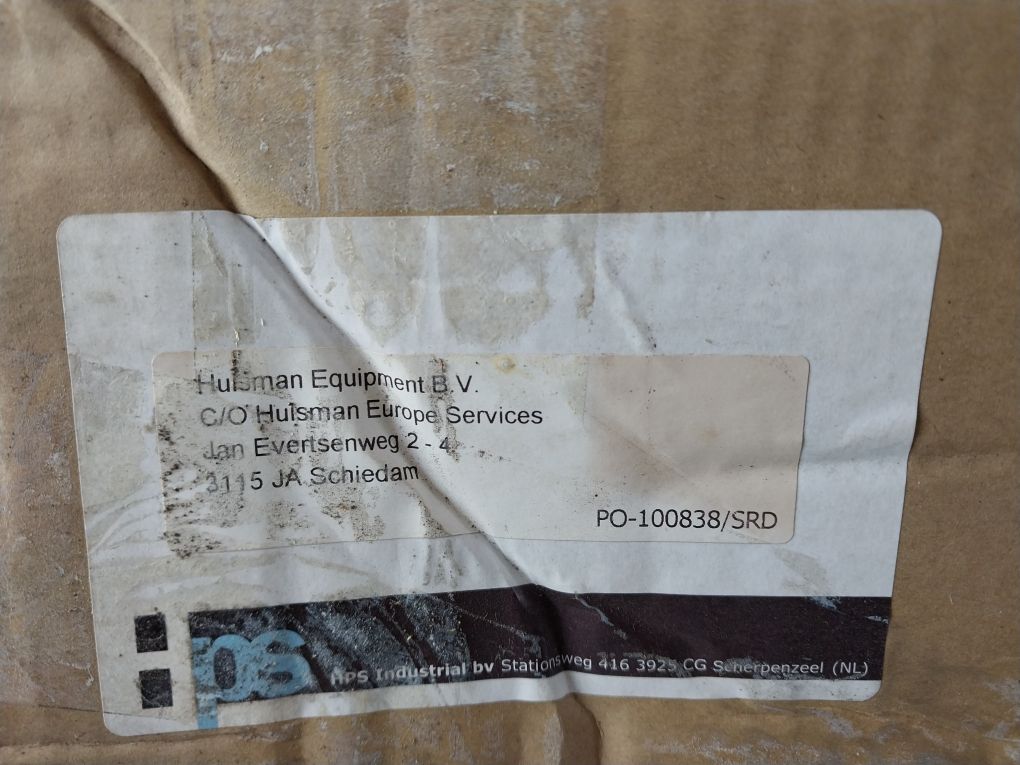 Huisman Equipment B.V.
C/O Huisman Europe Services
Jan Evertsenweg 2 - 4
3115 JA Schiedam
PO-100838/SRD
ps
Industrial bv Stationsweg 416 3925 CG Scherpenzeel (NL)